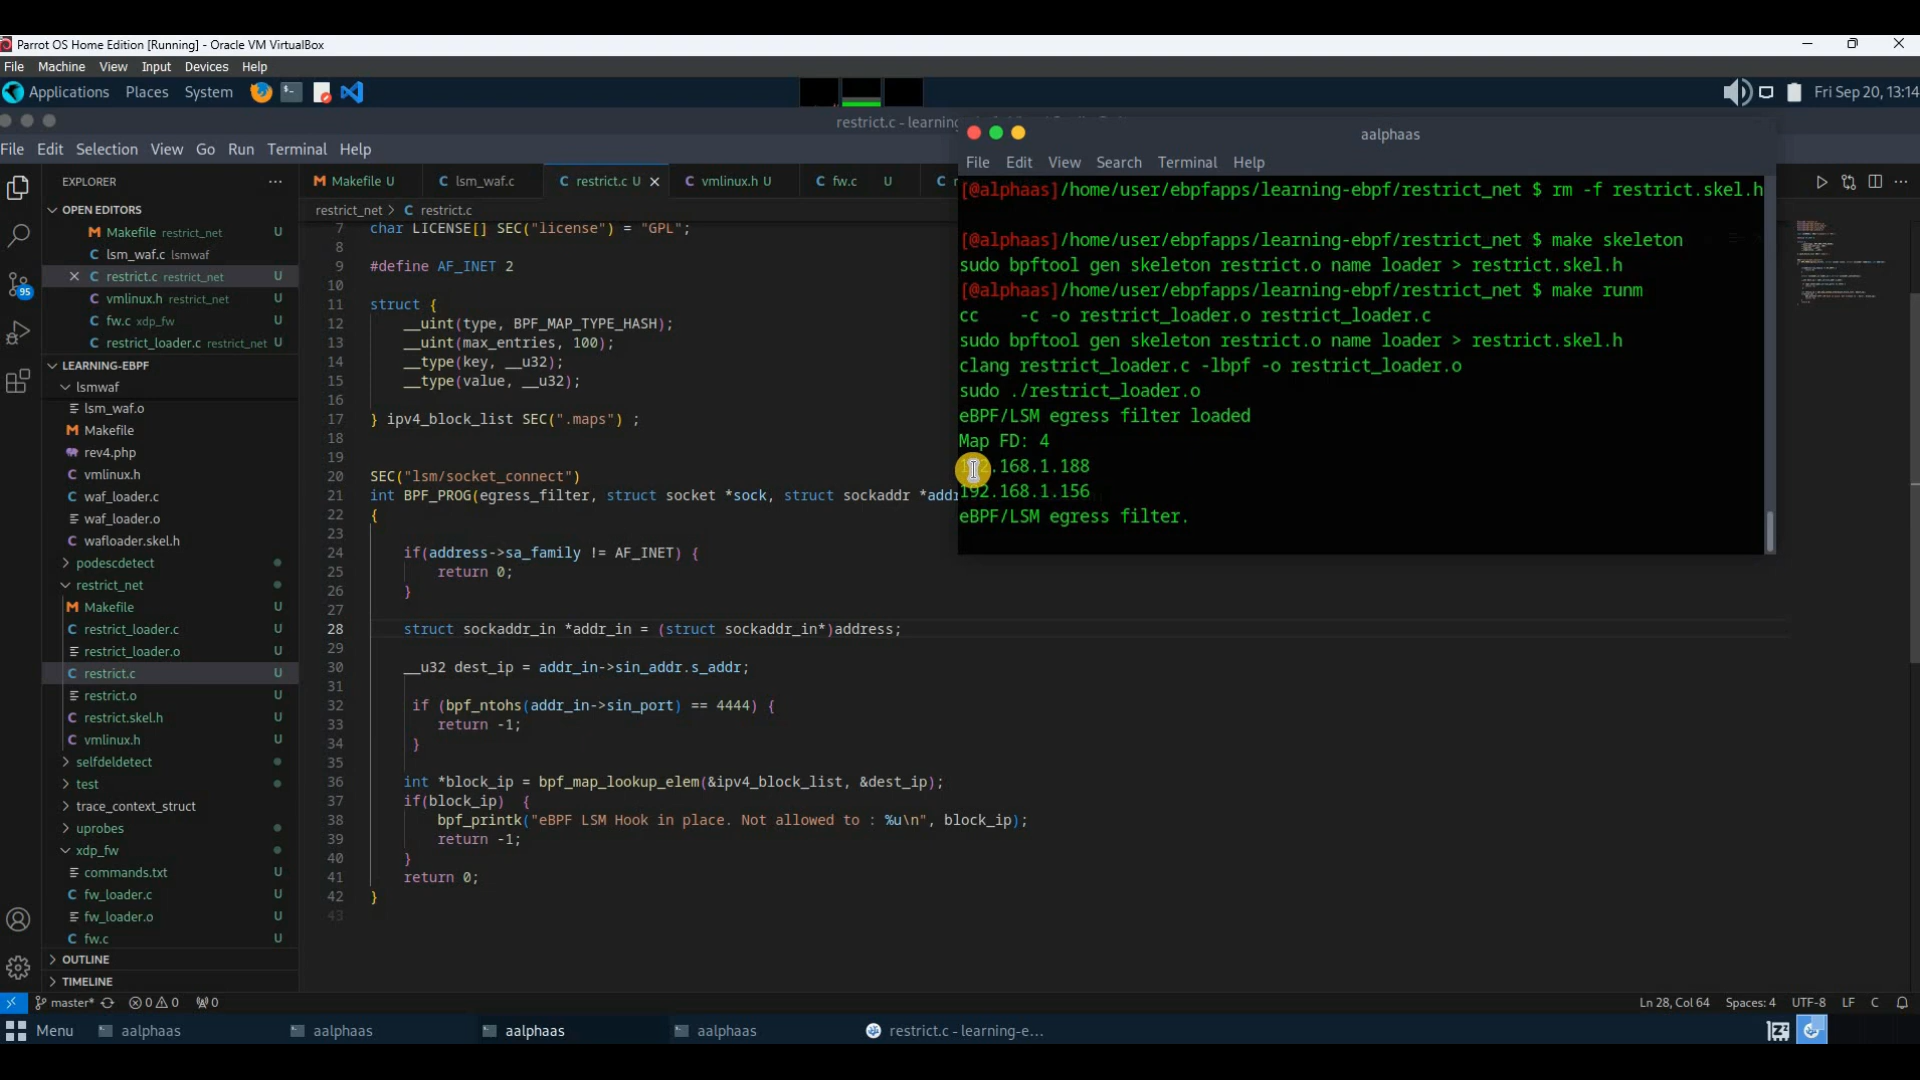 Parrot OS Home Edition [Running] - Oracle VM VirtualBox
File Machine View Input Devices Help
Applications Places System
Fri Sep 20, 13:14
restrict.c - learning
File Edit Selection View Go Run Terminal Help
EXPLORER
OPEN EDITORS
Makefile restrict_net U
lsm_waf.c lsmwaf
restrict.c restrict_net U
vmlinux.h restrict_net U
fw.c xdp_fw U
restrict_loader.c restrict_net U
LEARNING-EBPF
lsmwaf
lsm_waf.o
Makefile
rev4.php
vmlinux.h
waf_loader.c
waf_loader.o
wafloader.skel.h
podescdetect
restrict_net
Makefile U
restrict_loader.c U
restrict_loader.o U
restrict.c U
restrict.o U
restrict.skel.h U
vmlinux.h U
selfdeldetect
test
trace_context_struct
uprobes
xdp_fw
commands.txt U
fw_loader.c U
fw_loader.o U
fw.c U
OUTLINE
TIMELINE
95
Makefile U
lsm_waf.c
restrict.c U
vmlinux.h U
fw.c U
restrict_net > restrict.c
7 char LICENSE[] SEC("license") = "GPL";
8
9 #define AF_INET 2
10
11 struct {
12 __uint(type, BPF_MAP_TYPE_HASH);
13 __uint(max_entries, 100);
14 __type(key, __u32);
15 __type(value, __u32);
16
17 } ipv4_block_list SEC(".maps") ;
18
19
20 SEC("lsm/socket_connect")
21 int BPF_PROG(egress_filter, struct socket *sock, struct sockaddr *addr
22 {
23
24 if(address->sa_family != AF_INET) {
25 return 0;
26 }
27
28 struct sockaddr_in *addr_in = (struct sockaddr_in*)address;
29
30 __u32 dest_ip = addr_in->sin_addr.s_addr;
31
32 if (bpf_ntohs(addr_in->sin_port) == 4444) {
33 return -1;
34 }
35
36 int *block_ip = bpf_map_lookup_elem(&ipv4_block_list, &dest_ip);
37 if(block_ip) {
38 bpf_printk("eBPF LSM Hook in place. Not allowed to : %u\n", block_ip);
39 return -1;
40 }
41 return 0;
42 }
43
aalphaas
File Edit View Search Terminal Help
[@alphaas]/home/user/ebpfapps/learning-ebpf/restrict_net $ rm -f restrict.skel.h
[@alphaas]/home/user/ebpfapps/learning-ebpf/restrict_net $ make skeleton
sudo bpftool gen skeleton restrict.o name loader > restrict.skel.h
[@alphaas]/home/user/ebpfapps/learning-ebpf/restrict_net $ make runm
cc -c -o restrict_loader.o restrict_loader.c
sudo bpftool gen skeleton restrict.o name loader > restrict.skel.h
clang restrict_loader.c -lbpf -o restrict_loader.o
sudo ./restrict_loader.o
eBPF/LSM egress filter loaded
Map FD: 4
192.168.1.188
192.168.1.156
eBPF/LSM egress filter.
master* 0 0 0
Ln 28, Col 64 Spaces: 4 UTF-8 LF C
Menu aalphaas aalphaas aalphaas aalphaas restrict.c - learning-e...